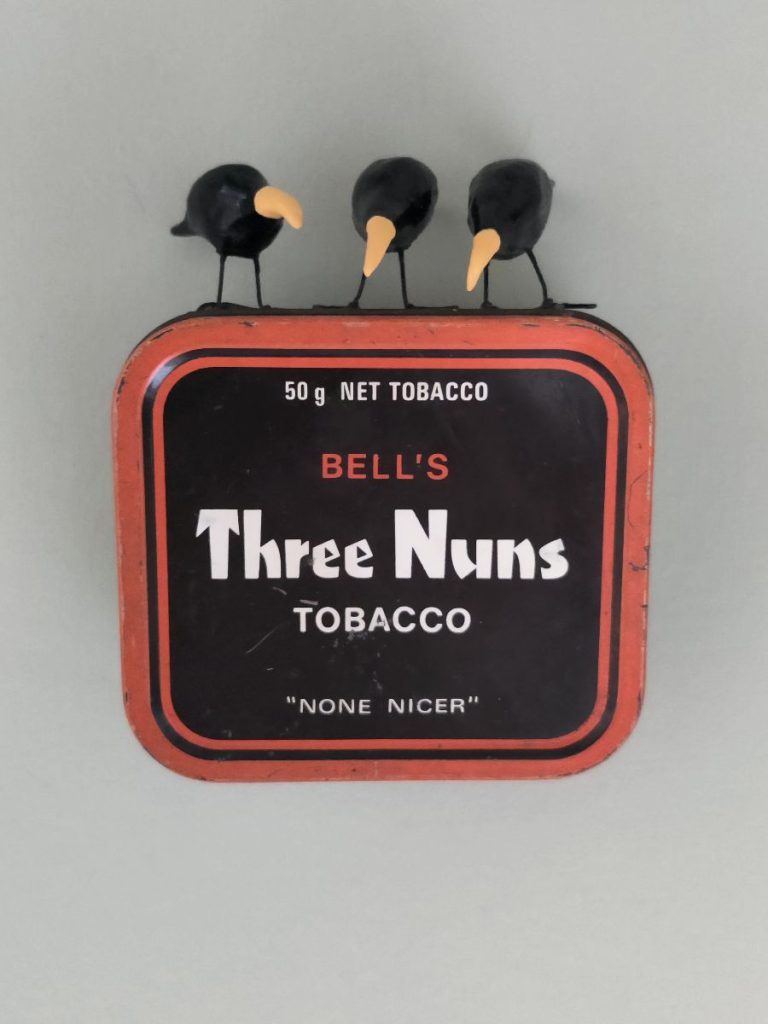 50 g NET TOBACCO
BELL'S
Three Nuns
TOBACCO
"NONE NICER"